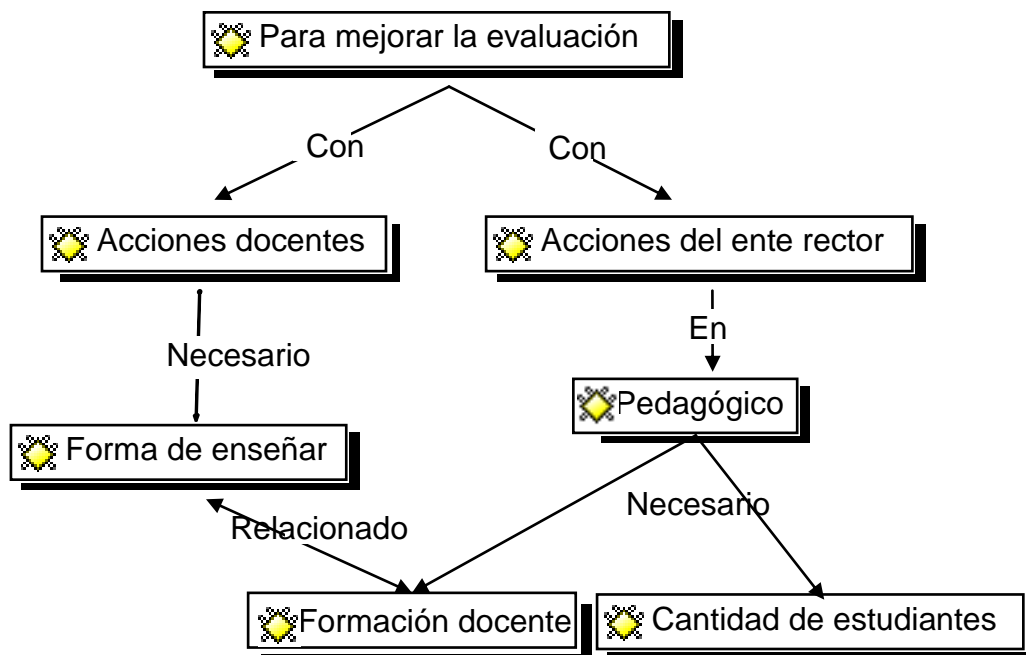 Para mejorar la evaluación
Con
Con
Acciones docentes
Acciones del ente rector
En
Necesario
Pedagógico
Forma de enseñar
Necesario
Relacionado
Formación docente
Cantidad de estudiantes